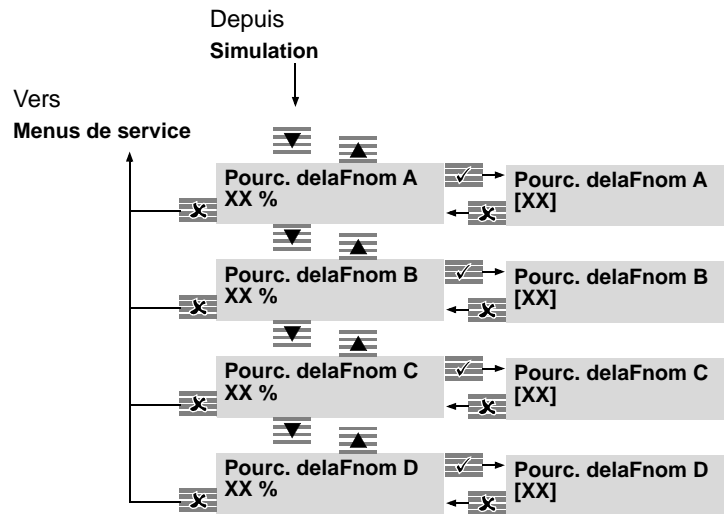 Depuis
Simulation
Vers
Menus de service
Pourc. delaFnom A
XX %
Pourc. delaFnom A
[XX]
Pourc. delaFnom B
XX %
Pourc. delaFnom B
[XX]
Pourc. delaFnom C
XX %
Pourc. delaFnom C
[XX]
Pourc. delaFnom D
XX %
Pourc. delaFnom D
[XX]